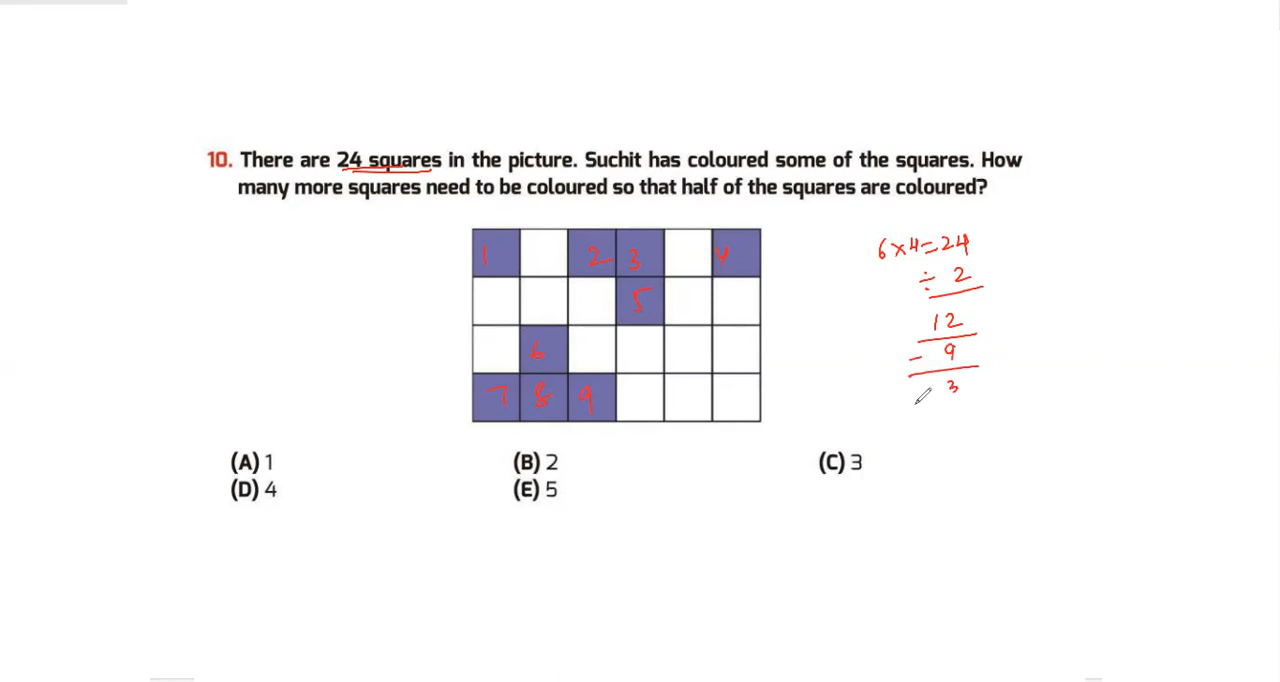 10. There are 24 squares in the picture. Suchit has coloured some of the squares. How
many more squares need to be coloured so that half of the squares are coloured?
1 2 3 4
5
6
7 8 9
6×4=24
÷ 2
12
- 9
3
(A) 1 (B) 2 (C) 3
(D) 4 (E) 5